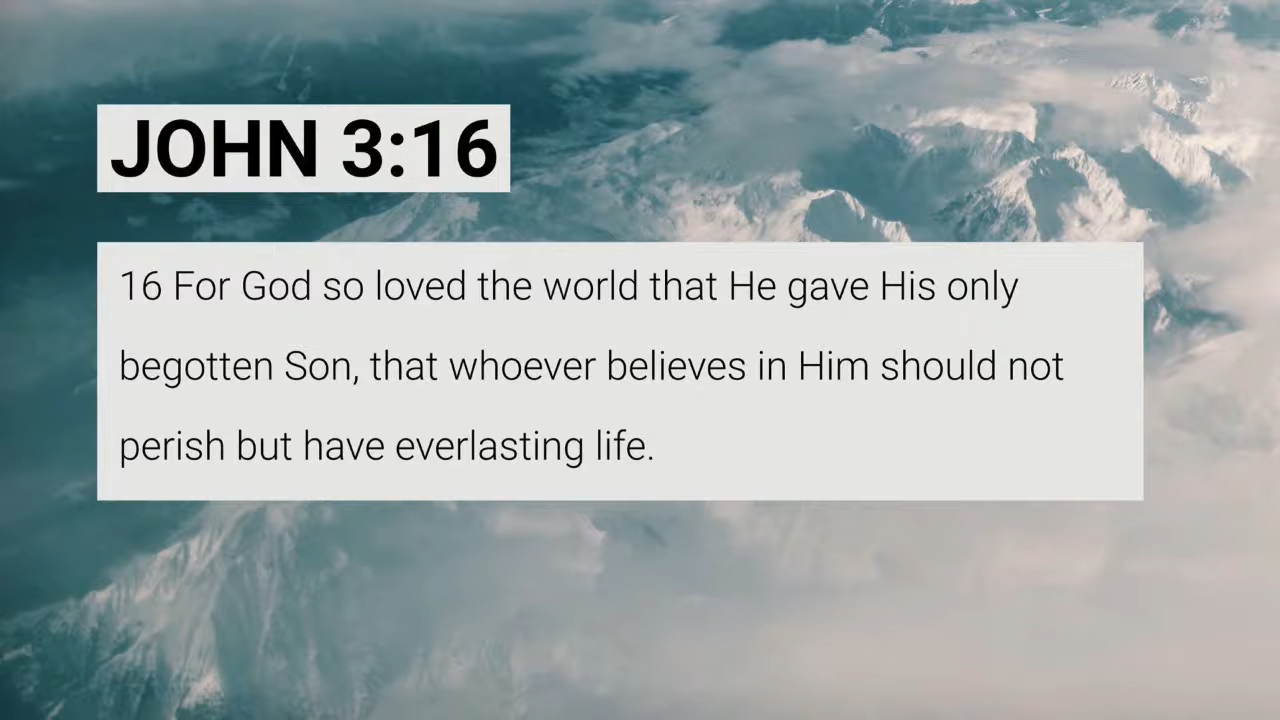 JOHN 3:16
16 For God so loved the world that He gave His only
begotten Son, that whoever believes in Him should not
perish but have everlasting life.